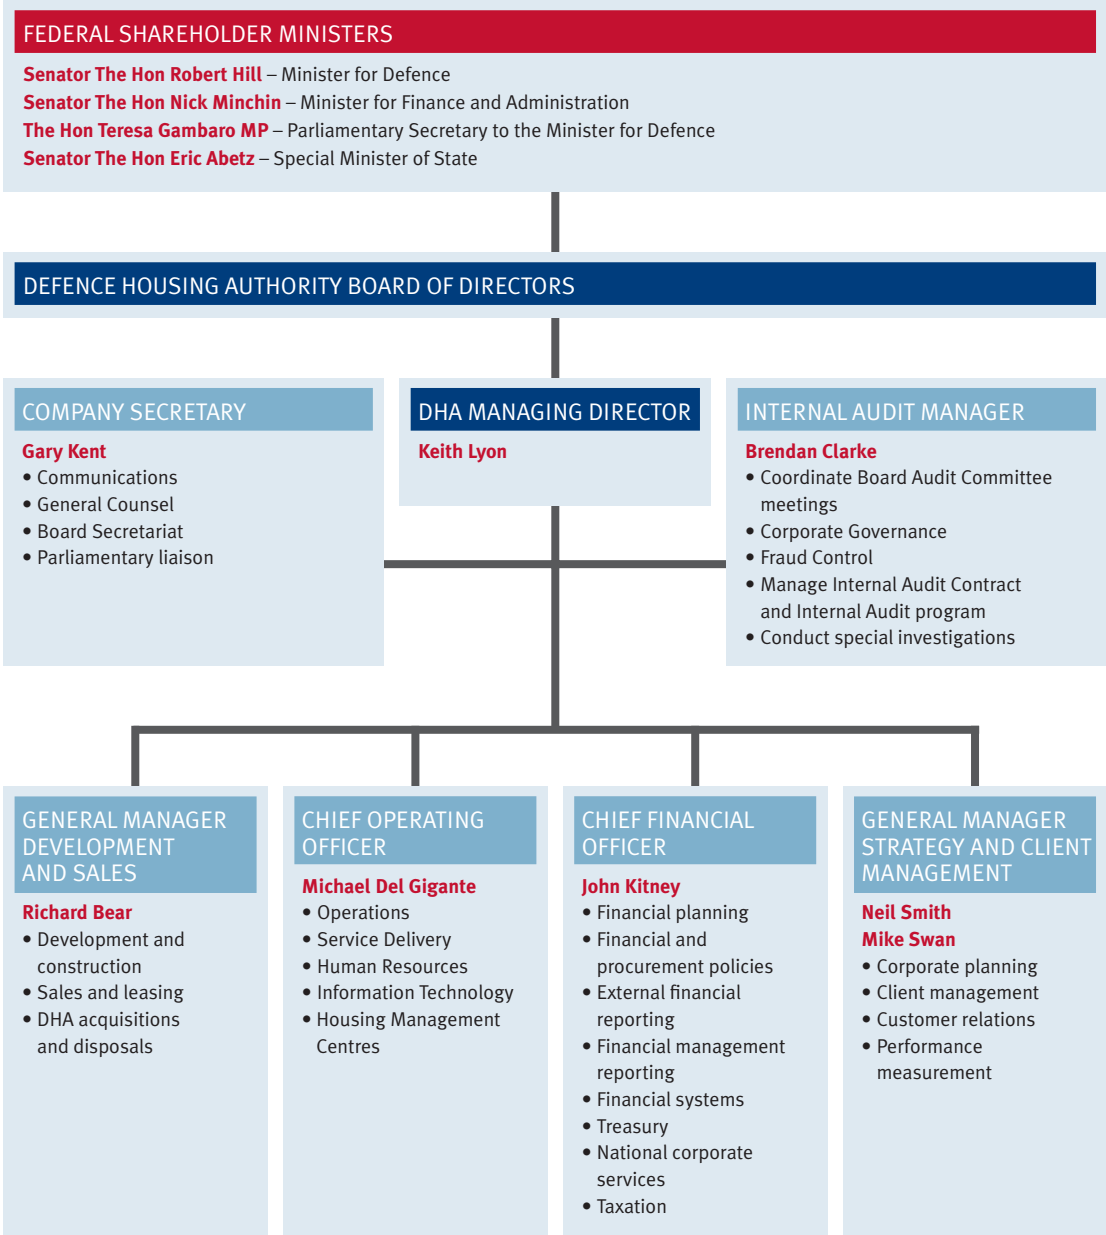 FEDERAL SHAREHOLDER MINISTERS
Senator The Hon Robert Hill – Minister for Defence
Senator The Hon Nick Minchin – Minister for Finance and Administration
The Hon Teresa Gambaro MP – Parliamentary Secretary to the Minister for Defence
Senator The Hon Eric Abetz – Special Minister of State
DEFENCE HOUSING AUTHORITY BOARD OF DIRECTORS
COMPANY SECRETARY
Gary Kent
• Communications
• General Counsel
• Board Secretariat
• Parliamentary liaison
DHA MANAGING DIRECTOR
Keith Lyon
INTERNAL AUDIT MANAGER
Brendan Clarke
• Coordinate Board Audit Committee
meetings
• Corporate Governance
• Fraud Control
• Manage Internal Audit Contract
and Internal Audit program
• Conduct special investigations
GENERAL MANAGER
DEVELOPMENT
AND SALES
Richard Bear
• Development and
construction
• Sales and leasing
• DHA acquisitions
and disposals
CHIEF OPERATING
OFFICER
Michael Del Gigante
• Operations
• Service Delivery
• Human Resources
• Information Technology
• Housing Management
Centres
CHIEF FINANCIAL
OFFICER
John Kitney
• Financial planning
• Financial and
procurement policies
• External financial
reporting
• Financial management
reporting
• Financial systems
• Treasury
• National corporate
services
• Taxation
GENERAL MANAGER
STRATEGY AND CLIENT
MANAGEMENT
Neil Smith
Mike Swan
• Corporate planning
• Client management
• Customer relations
• Performance
measurement